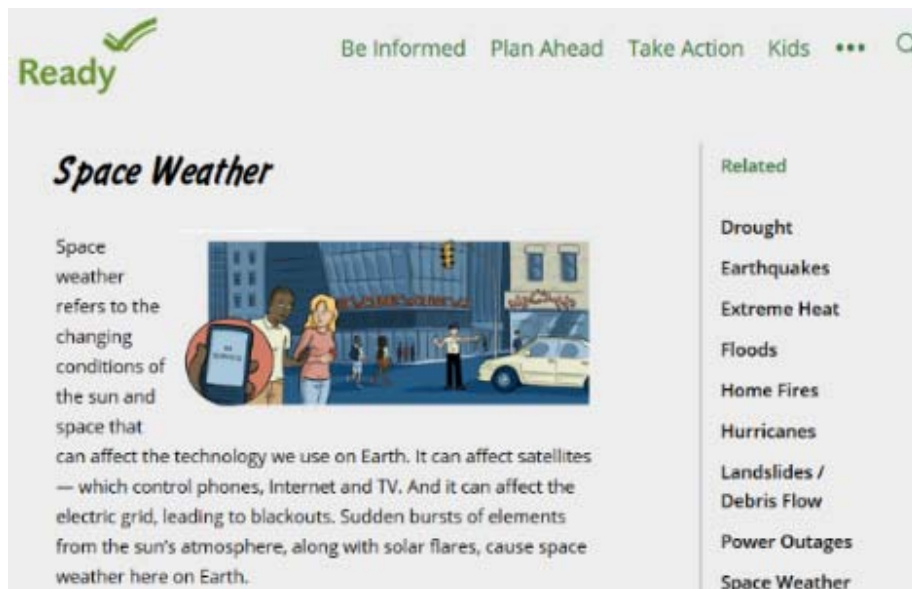 Ready
Be Informed Plan Ahead Take Action Kids •••
Space Weather
Space
weather
refers to the
changing
conditions of
the sun and
space that
can affect the technology we use on Earth. It can affect satellites
— which control phones, Internet and TV. And it can affect the
electric grid, leading to blackouts. Sudden bursts of elements
from the sun's atmosphere, along with solar flares, cause space
weather here on Earth.
NO
SERVICE
Related
Drought
Earthquakes
Extreme Heat
Floods
Home Fires
Hurricanes
Landslides /
Debris Flow
Power Outages
Space Weather